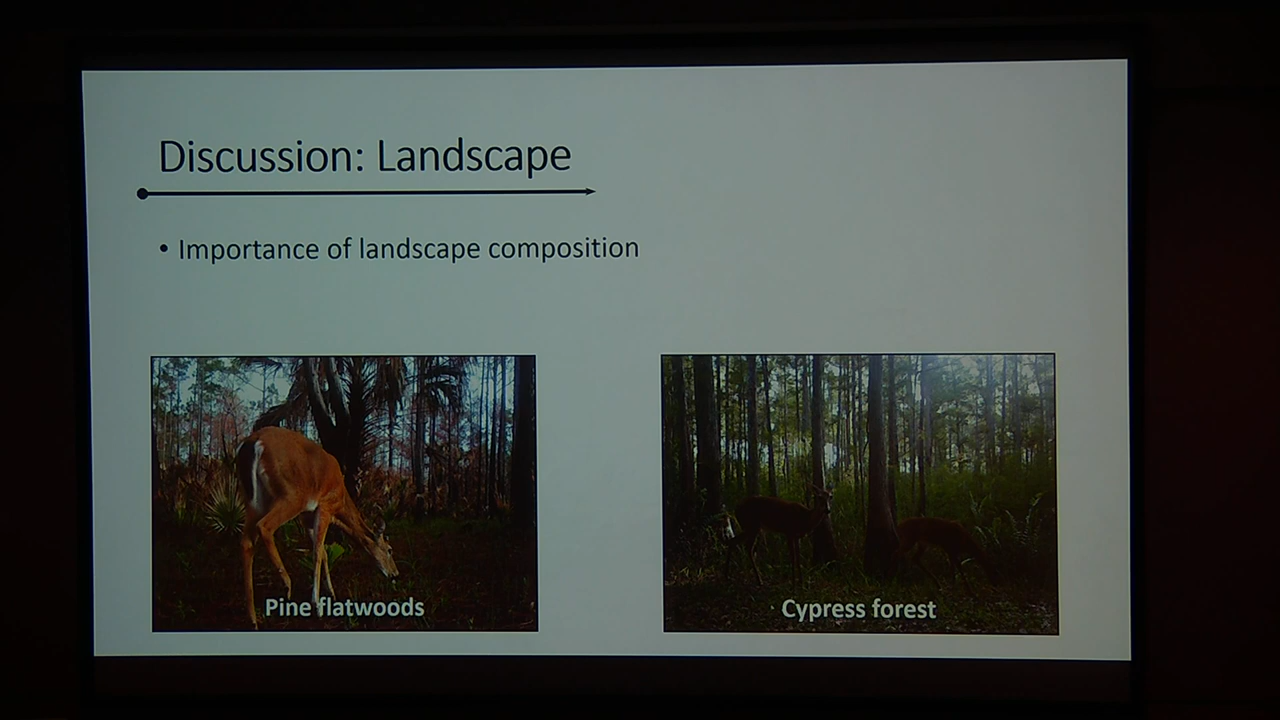 Discussion: Landscape
• Importance of landscape composition
Pine flatwoods
Cypress forest